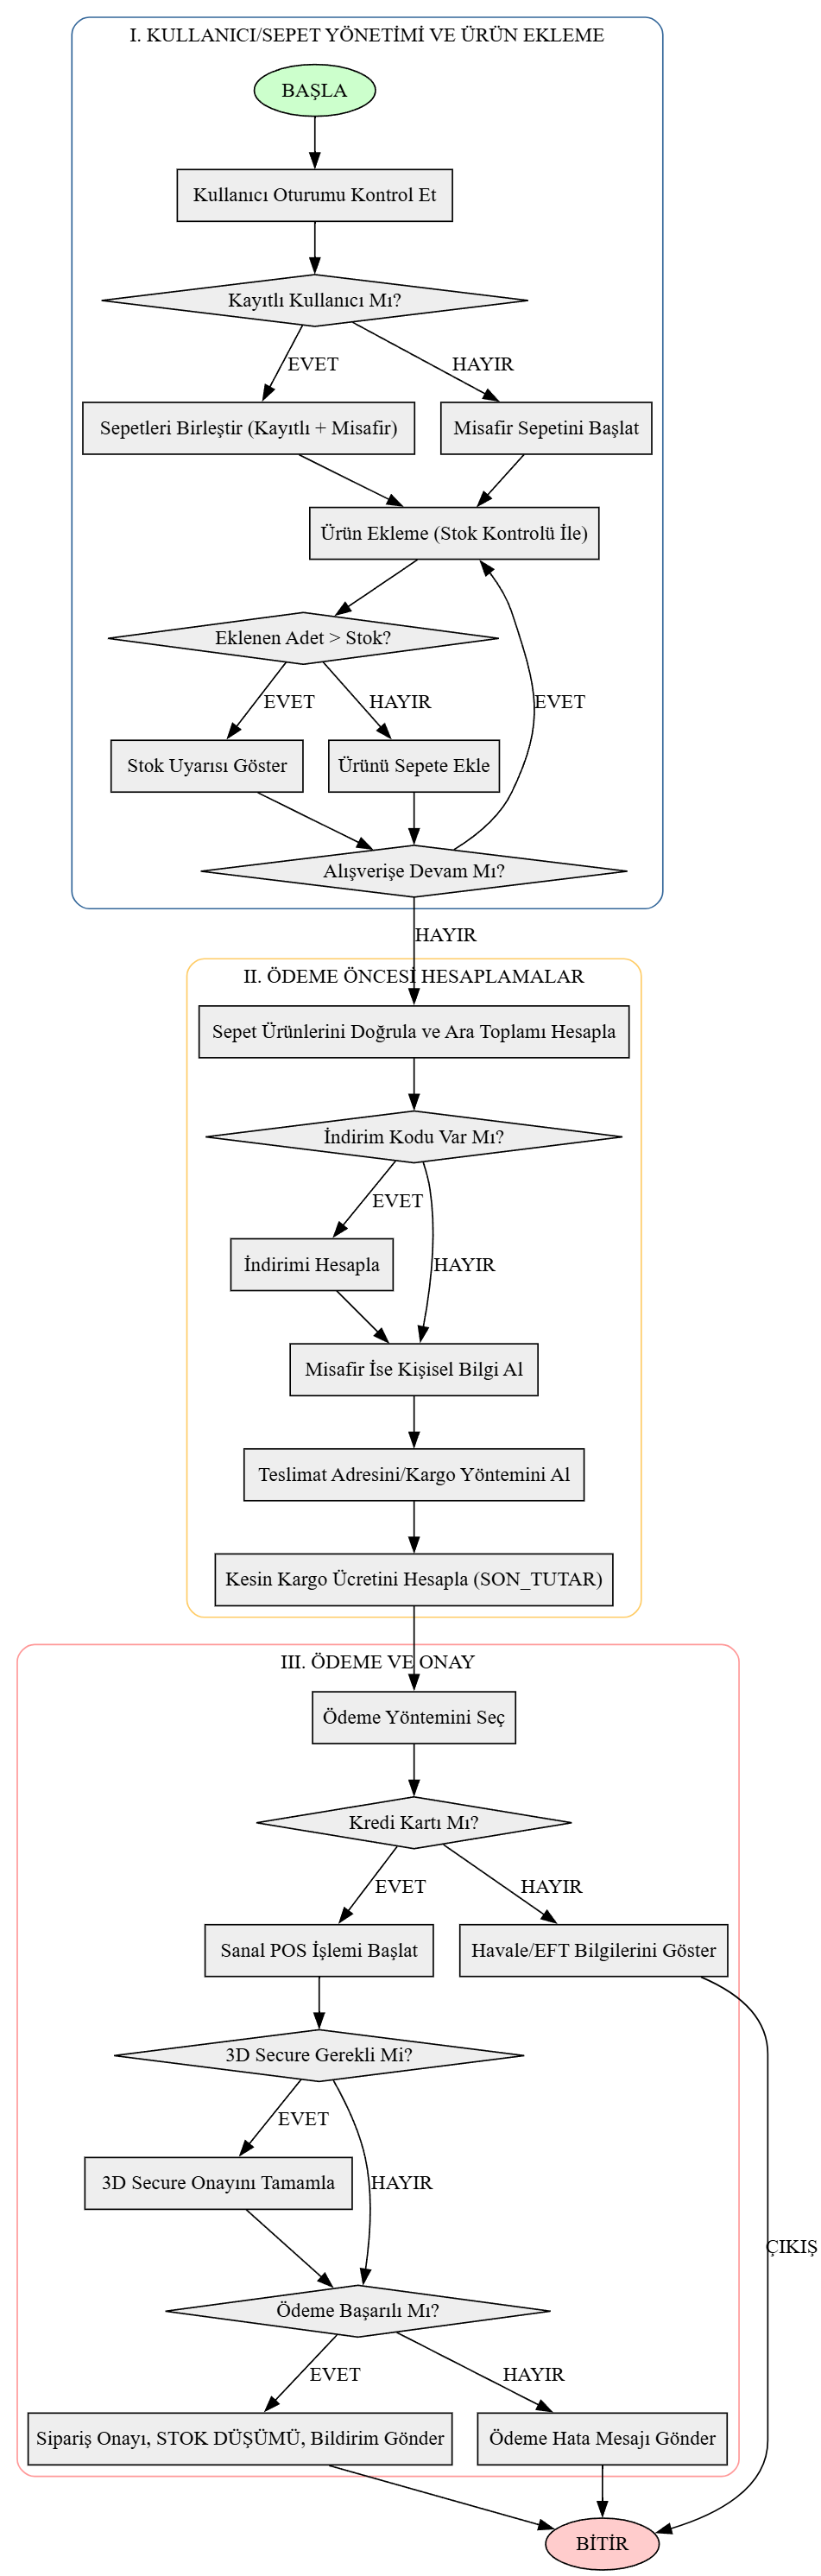 I. KULLANICI/SEPET YÖNETİMİ VE ÜRÜN EKLEME
BAŞLA
Kullanıcı Oturumu Kontrol Et
Kayıtlı Kullanıcı Mı?
EVET
HAYIR
Sepetleri Birleştir (Kayıtlı + Misafir)
Misafir Sepetini Başlat
Ürün Ekleme (Stok Kontrolü İle)
Eklenen Adet > Stok?
EVET
HAYIR
EVET
Stok Uyarısı Göster
Ürünü Sepete Ekle
Alışverişe Devam Mı?
HAYIR
II. ÖDEME ÖNCESİ HESAPLAMALAR
Sepet Ürünlerini Doğrula ve Ara Toplamı Hesapla
İndirim Kodu Var Mı?
EVET
İndirimi Hesapla
HAYIR
Misafir İse Kişisel Bilgi Al
Teslimat Adresini/Kargo Yöntemini Al
Kesin Kargo Ücretini Hesapla (SON_TUTAR)
III. ÖDEME VE ONAY
Ödeme Yöntemini Seç
Kredi Kartı Mı?
EVET
HAYIR
Sanal POS İşlemi Başlat
Havale/EFT Bilgilerini Göster
3D Secure Gerekli Mi?
EVET
3D Secure Onayını Tamamla
HAYIR
ÇIKIŞ
Ödeme Başarılı Mı?
EVET
HAYIR
Sipariş Onayı, STOK DÜŞÜMÜ, Bildirim Gönder
Ödeme Hata Mesajı Gönder
BİTİR